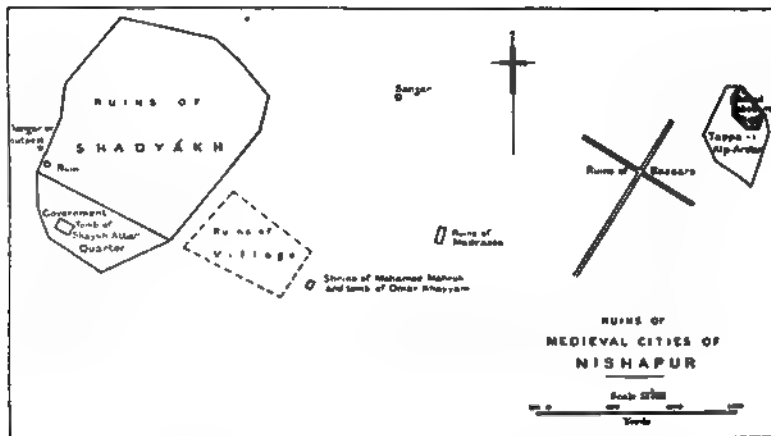 RUINS OF
SHADYÁKH
Sangar or
outpost
Ruin
Government
Tomb of
Shaykh Attar
Quarter
Ruins of
Village
Sangar
Ruins of
Madrassa
Shrine of Mohamed Mahruk
and tomb of Omar Khayyam
Ruins of Bazaars
Tappa-i-
Alp-Arslan
RUINS OF
MEDIEVAL CITIES OF
NISHAPUR
Scale
Yards